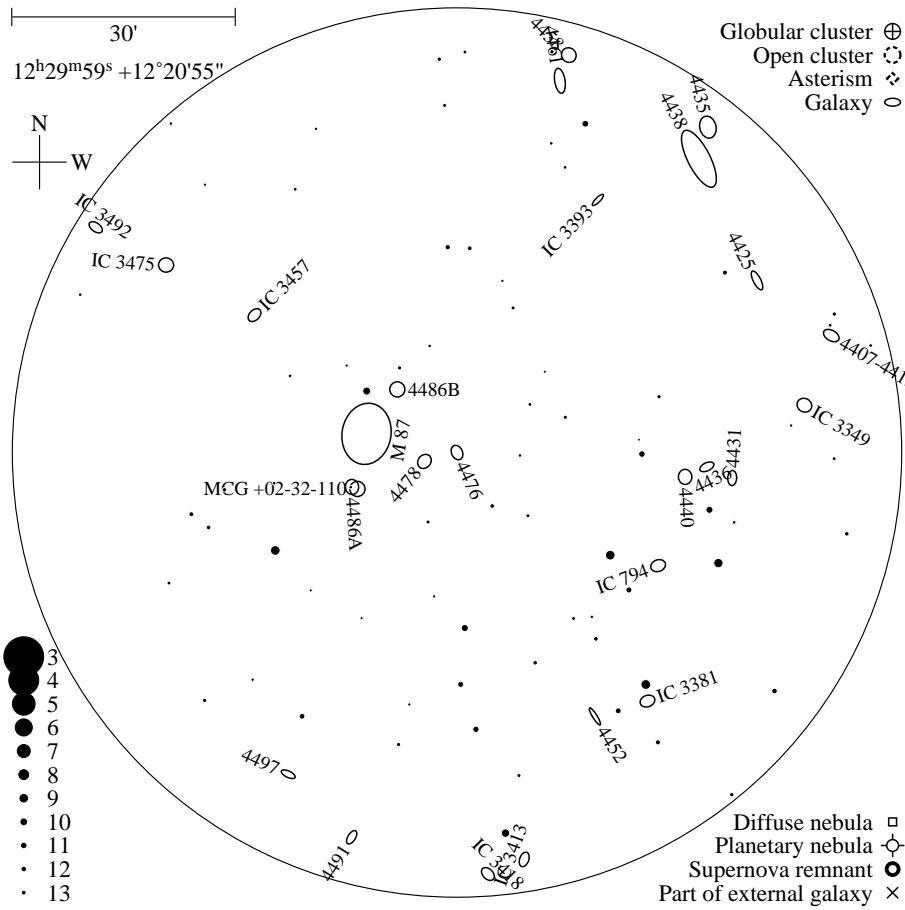 30'
12h29m59s +12°20'55"
N
W
Globular cluster
Open cluster
Asterism
Galaxy
4435
4438
IC 3492
IC 3475
IC 3457
IC 3393
4425
4407-441
4486B
M 87
IC 3349
4431
4436
4440
4478
4476
MCG +02-32-110
4486A
IC 794
IC 3381
4452
4497
4491
IC 3413
IC 3418
3
4
5
6
7
8
9
10
11
12
13
Diffuse nebula
Planetary nebula
Supernova remnant
Part of external galaxy